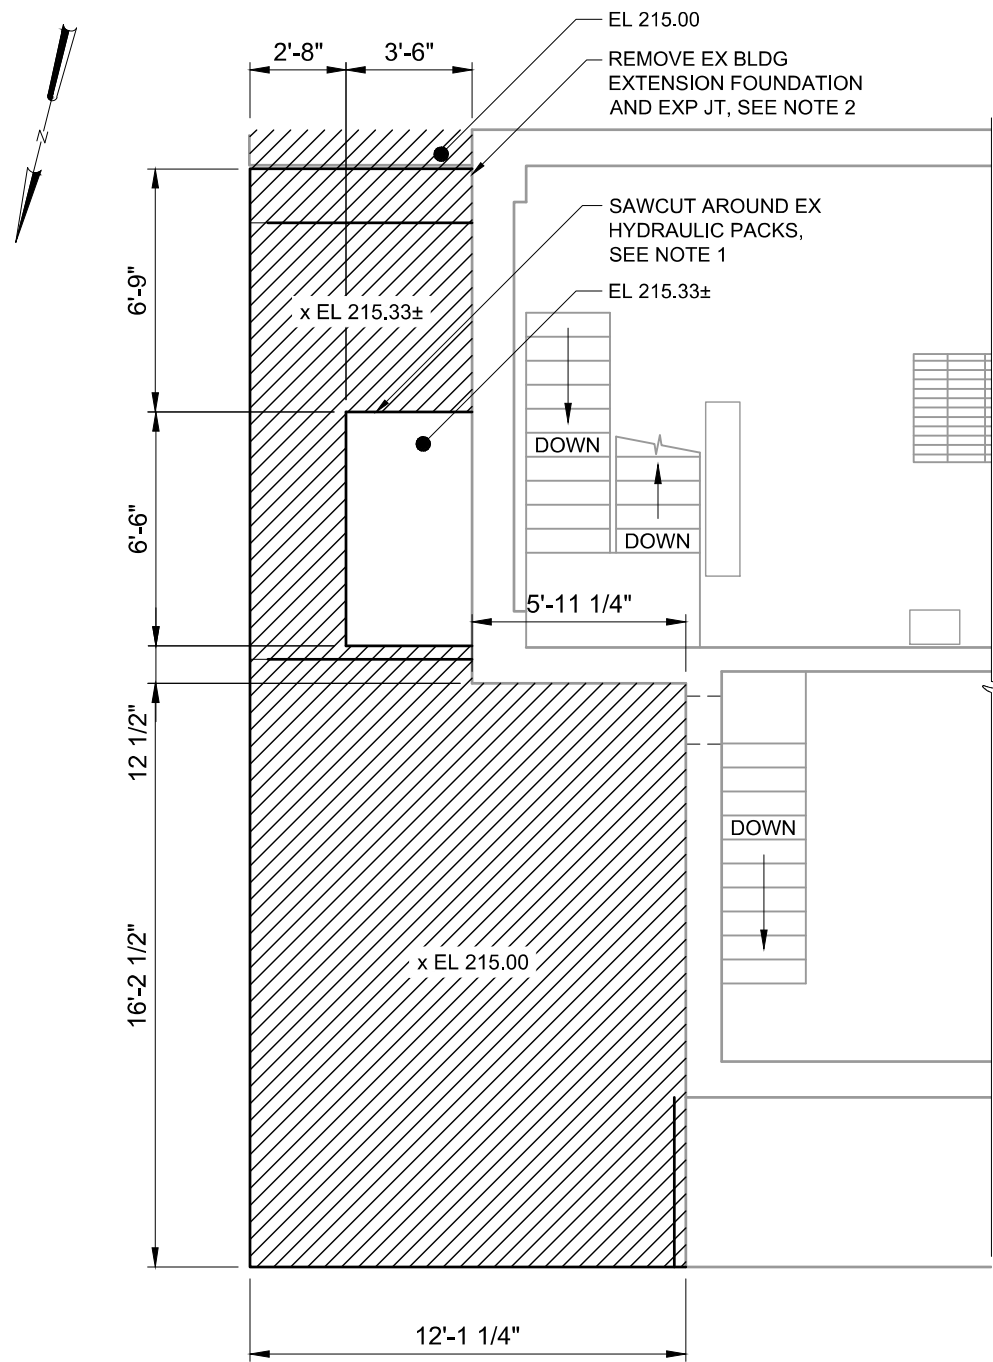 EL 215.00
2'-8"
3'-6"
REMOVE EX BLDG
EXTENSION FOUNDATION
AND EXP JT, SEE NOTE 2
N
SAWCUT AROUND EX
HYDRAULIC PACKS,
SEE NOTE 1
EL 215.33±
6'-9"
x EL 215.33±
DOWN
6'-6"
DOWN
5'-11 1/4"
12 1/2"
DOWN
16'-2 1/2"
x EL 215.00
12'-1 1/4"